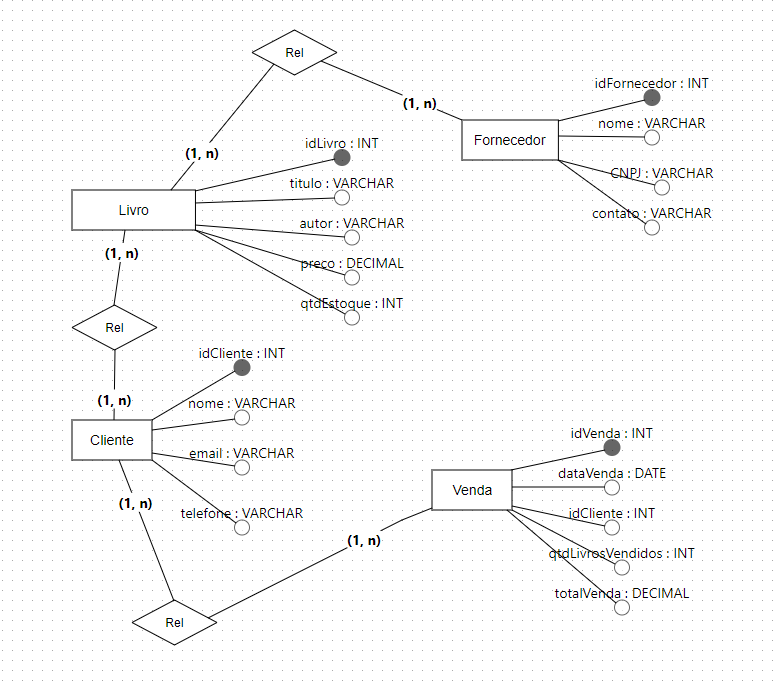 Rel
(1, n)
(1, n)
Fornecedor
idFornecedor : INT
nome : VARCHAR
CNPJ : VARCHAR
contato : VARCHAR
Livro
idLivro : INT
titulo : VARCHAR
autor : VARCHAR
preco : DECIMAL
qtdEstoque : INT
(1, n)
Rel
(1, n)
Cliente
idCliente : INT
nome : VARCHAR
email : VARCHAR
telefone : VARCHAR
(1, n)
Rel
(1, n)
Venda
idVenda : INT
dataVenda : DATE
idCliente : INT
qtdLivrosVendidos : INT
totalVenda : DECIMAL